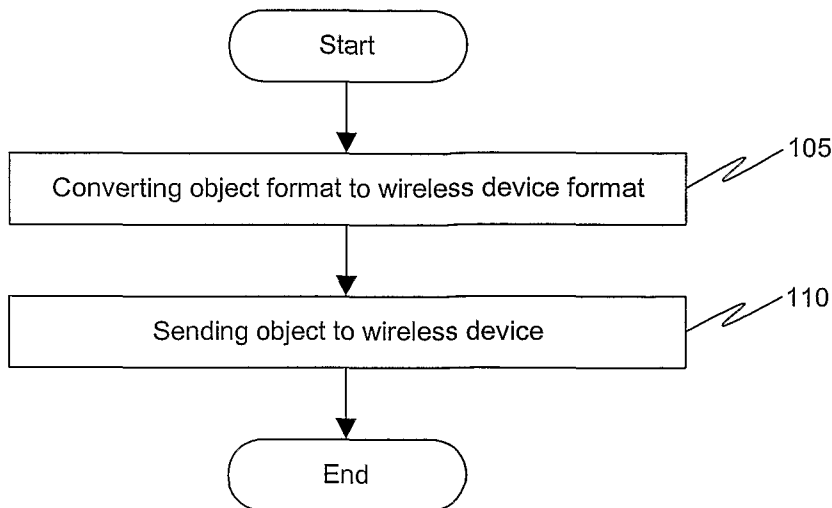 Start
105
Converting object format to wireless device format
110
Sending object to wireless device
End